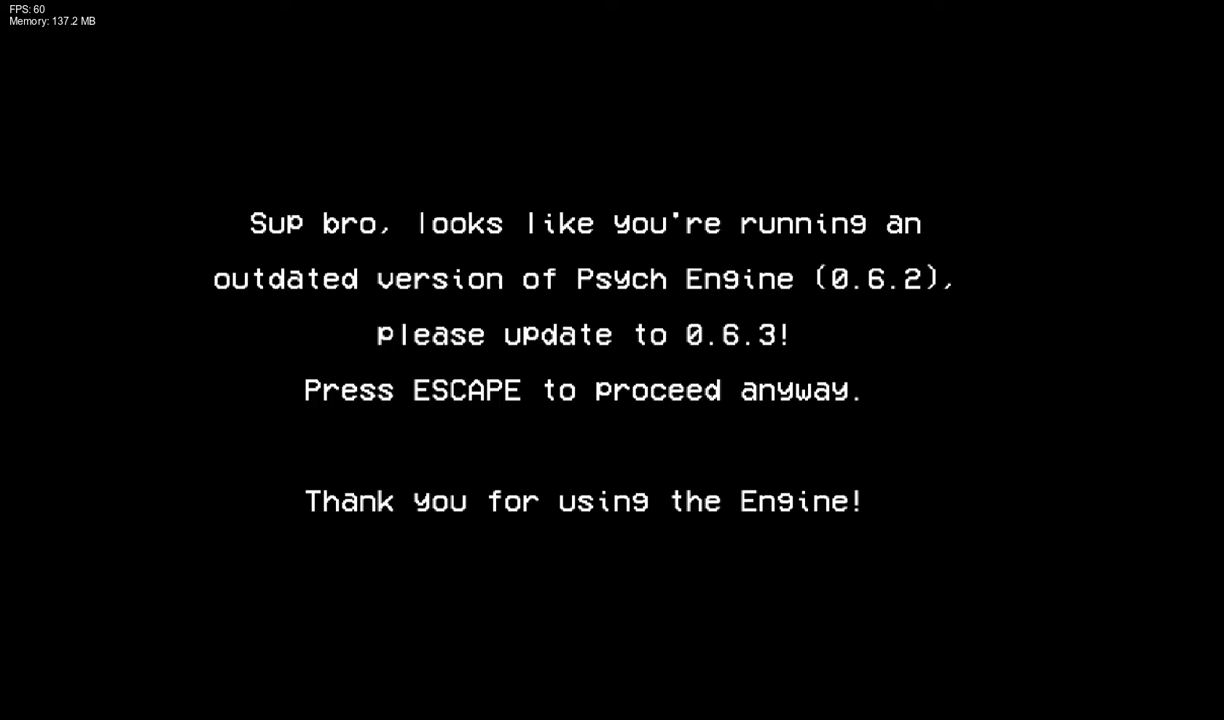 FPS: 60
Memory: 137.2 MB
Sup bro, looks like you're running an
outdated version of Psych Engine (0.6.2),
please update to 0.6.3!
Press ESCAPE to proceed anyway.
Thank you for using the Engine!